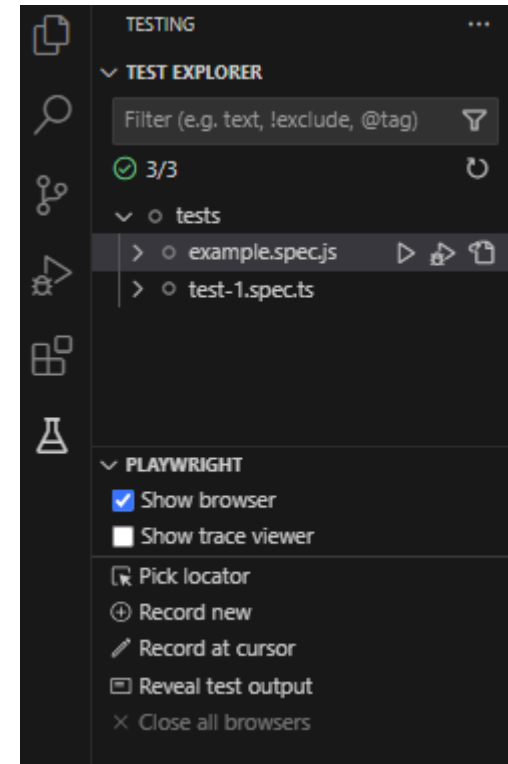 TESTING
TEST EXPLORER
Filter (e.g. text, !exclude, @tag)
3/3
tests
example.spec.js
test-1.spec.ts
PLAYWRIGHT
Show browser
Show trace viewer
Pick locator
Record new
Record at cursor
Reveal test output
Close all browsers